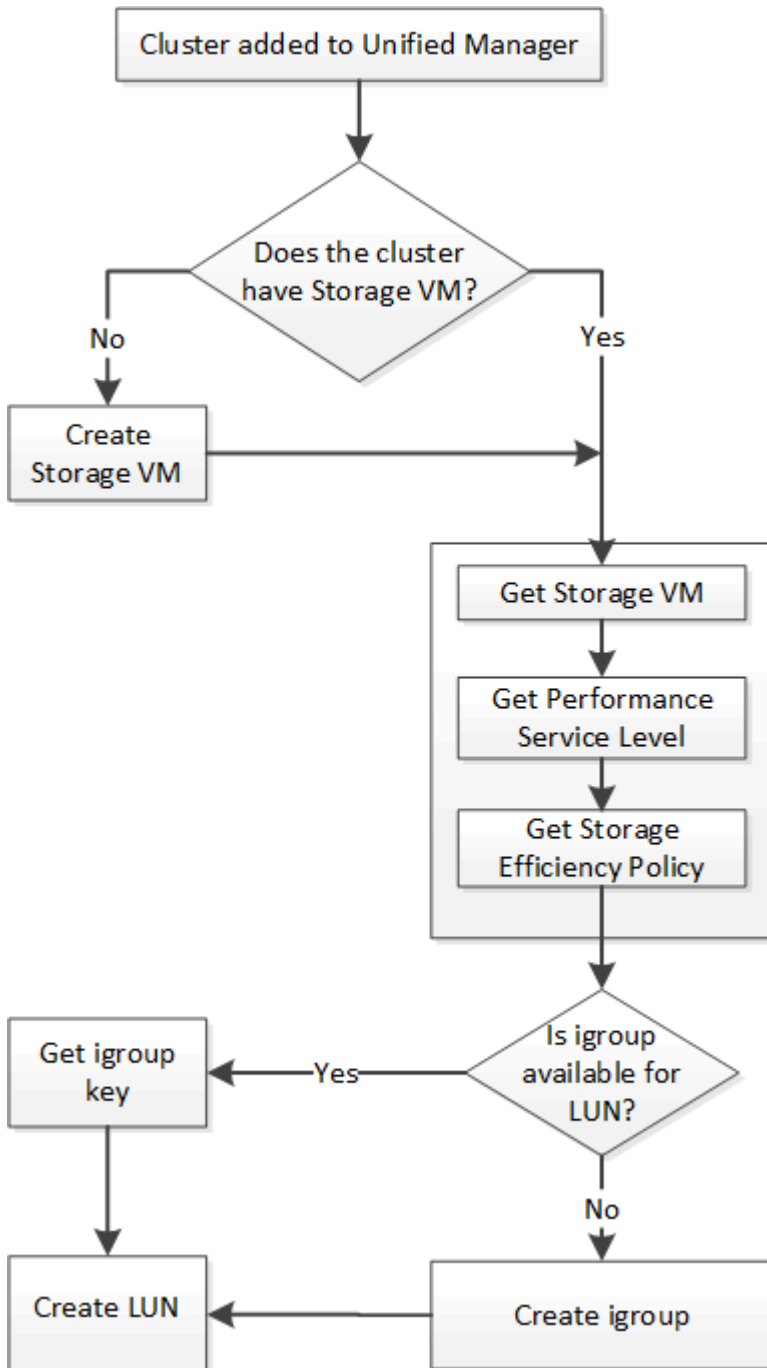 Cluster added to Unified Manager
Does the cluster
have Storage VM?
No
Yes
Create
Storage VM
Get Storage VM
Get Performance
Service Level
Get Storage
Efficiency Policy
Is igroup
available for
LUN?
Yes
Get igroup
key
No
Create LUN
Create igroup